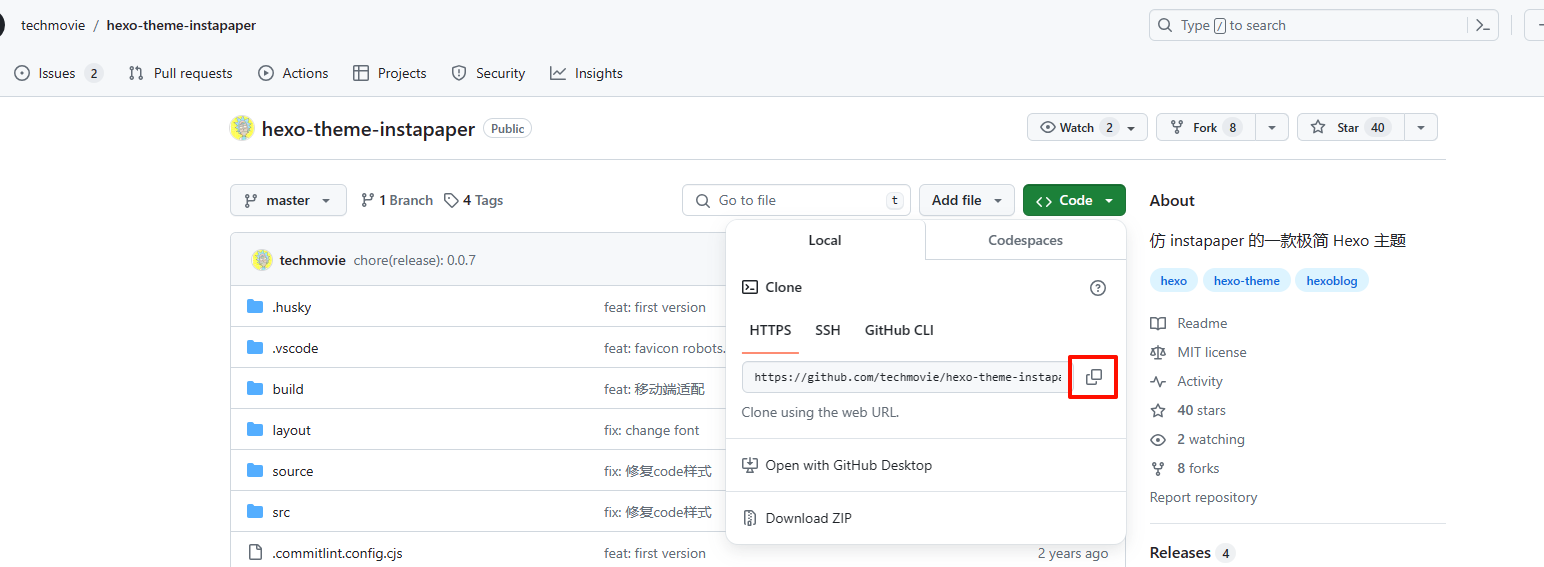 techmovie / hexo-theme-instapaper
Type / to search
Issues 2 Pull requests Actions Projects Security Insights
hexo-theme-instapaper Public
Watch 2 Fork 8 Star 40
master 1 Branch 4 Tags Go to file t Add file Code
techmovie chore(release): 0.0.7
.husky feat: first version
.vscode feat: favicon robots.
build feat: 移动端适配
layout fix: change font
source fix: 修复code样式
src fix: 修复code样式
.commitlint.config.cjs feat: first version 2 years ago
Local Codespaces
Clone
HTTPS SSH GitHub CLI
https://github.com/techmovie/hexo-theme-instapa
Clone using the web URL.
Open with GitHub Desktop
Download ZIP
About
仿 instapaper 的一款极简 Hexo 主题
hexo hexo-theme hexoblog
Readme
MIT license
Activity
40 stars
2 watching
8 forks
Report repository
Releases 4